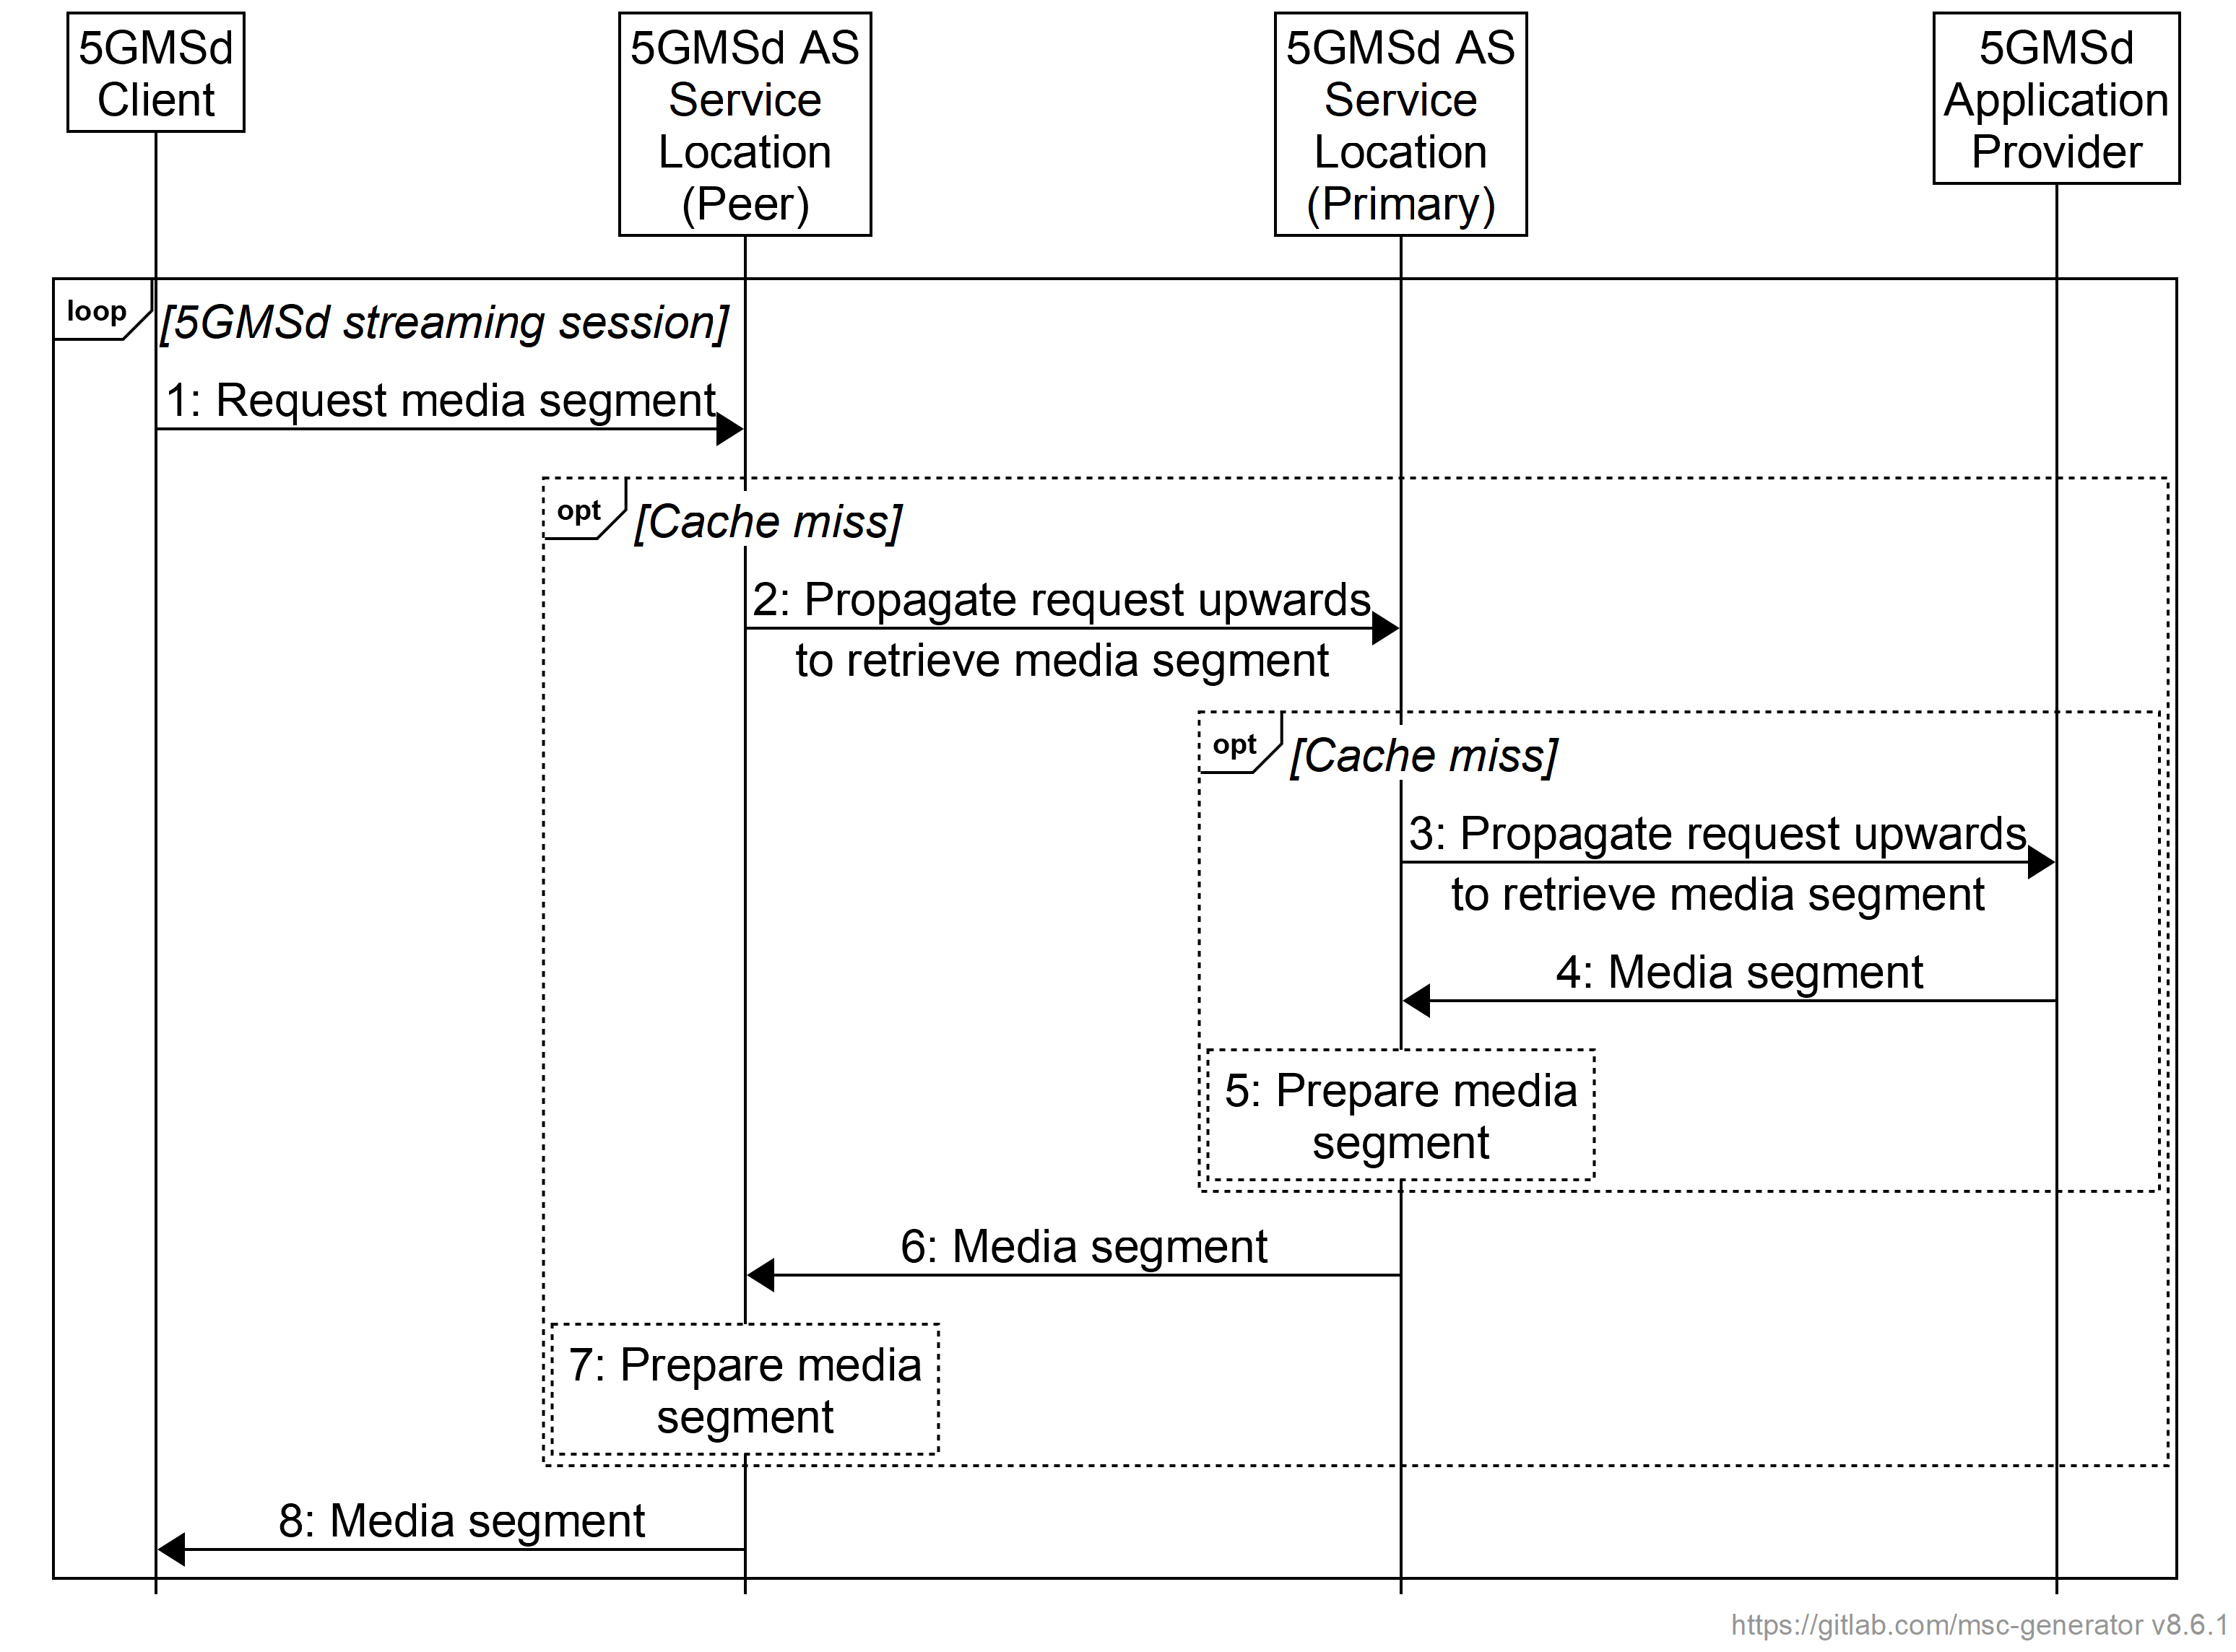 5GMSd
Client
5GMSd AS
Service
Location
(Peer)
5GMSd AS
Service
Location
(Primary)
5GMSd
Application
Provider
loop
[5GMSd streaming session]
1: Request media segment
opt
[Cache miss]
2: Propagate request upwards
to retrieve media segment
opt
[Cache miss]
3: Propagate request upwards
to retrieve media segment
4: Media segment
5: Prepare media
segment
6: Media segment
7: Prepare media
segment
8: Media segment
https://gitlab.com/msc-generator v8.6.1